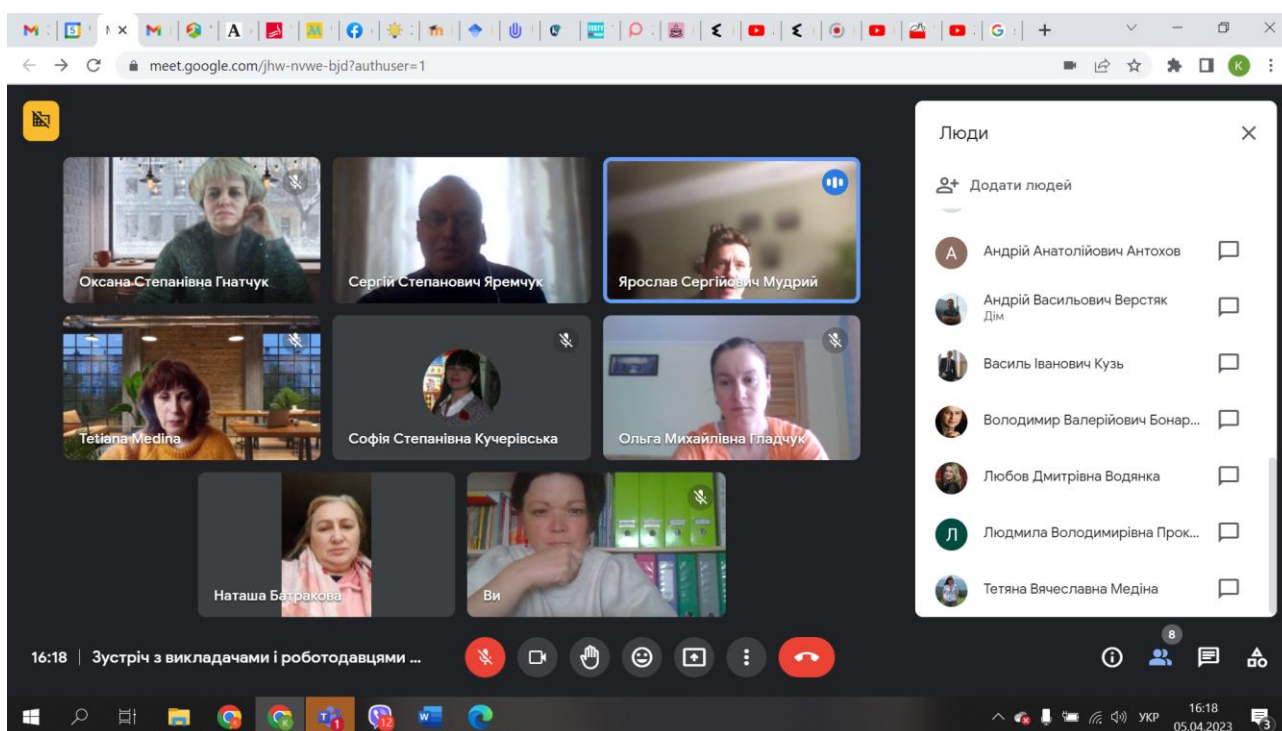 meet.google.com/jhw-nvwe-bjd?authuser=1
K
Люди
Додати людей
А
Андрій Анатолійович Антохов
Андрій Васильович Верстяк
Дім
Василь Іванович Кузь
Володимир Валерійович Бонар...
Любов Дмитрівна Водянка
Л
Людмила Володимирівна Прок...
Тетяна Вячеславна Медіна
Оксана Степанівна Гнатчук
Сергій Степанович Яремчук
Ярослав Сергійович Мудрий
Tetiana Medina
Софія Степанівна Кучерівська
Ольга Михайлівна Гладчук
Наташа Батракова
Ви
16:18 | Зустріч з викладачами і роботодавцями ...
8
УКР
16:18
05.04.2023